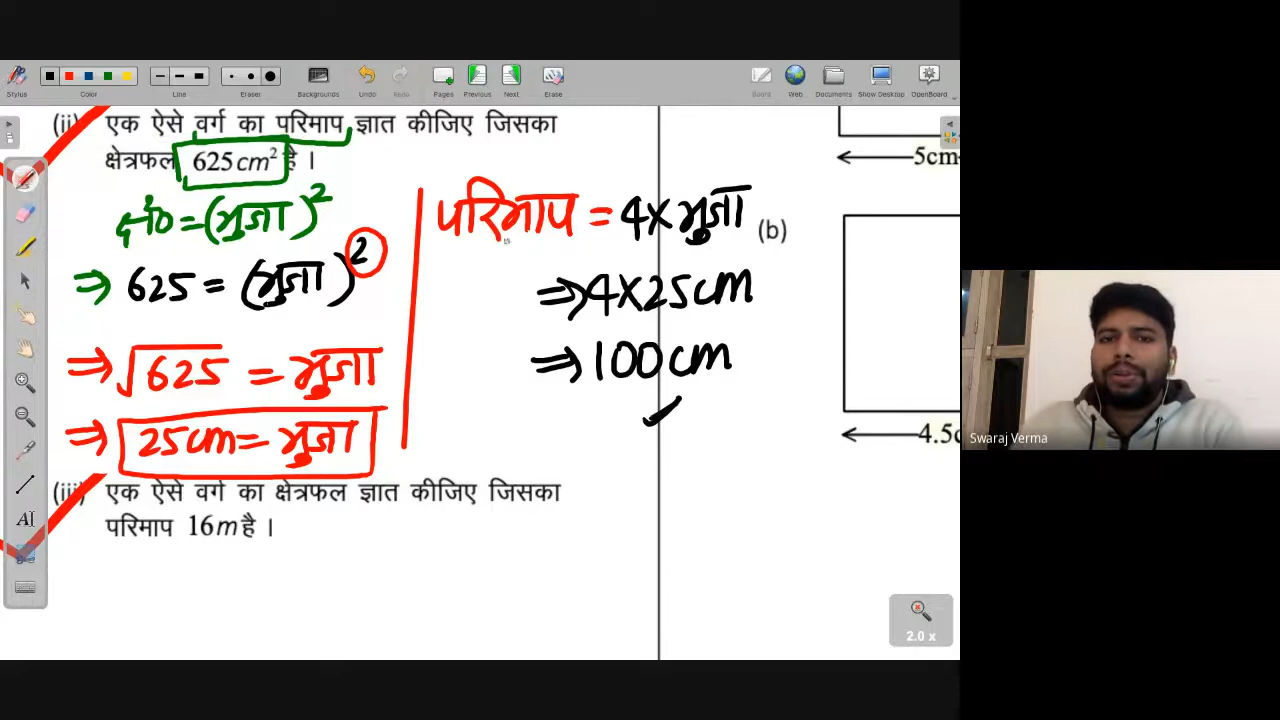 Stylus
Color
Line
Eraser
Backgrounds
Undo
Redo
Pages
Previous
Next
Erase
Board
Web
Documents
Show Desktop
OpenBoard
(ii) एक ऐसे वर्ग का परिमाप ज्ञात कीजिए जिसका
क्षेत्रफल 625 cm² है ।
= (भुजा)²
⇒ 625 = (भुजा)²
⇒ √625 = भुजा
⇒ 25cm = भुजा
परिमाप = 4×भुजा
⇒ 4×25cm
⇒ 100cm
(iii) एक ऐसे वर्ग का क्षेत्रफल ज्ञात कीजिए जिसका
परिमाप 16m है ।
5cm
(b)
4.5c
2.0 x
Swaraj Verma